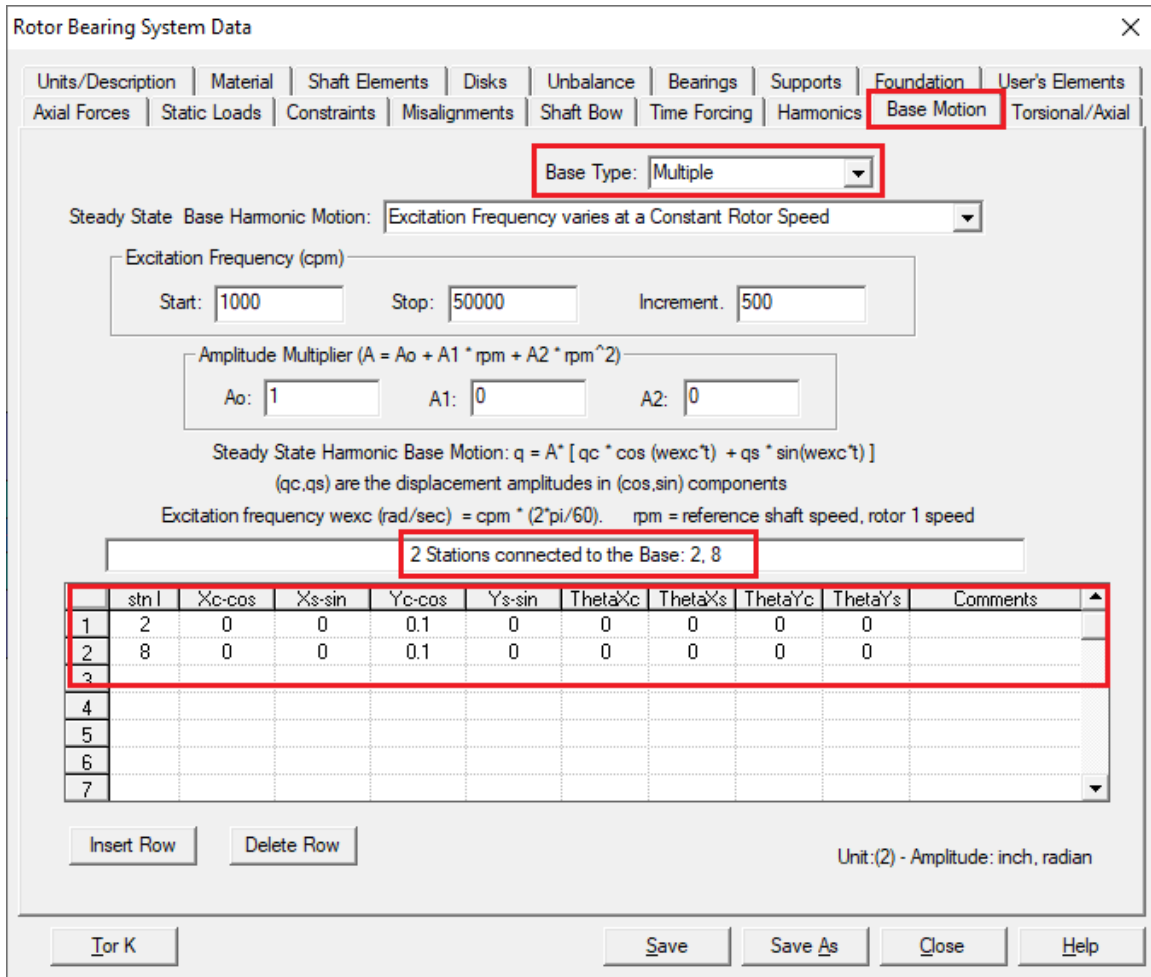 Rotor Bearing System Data
Units/Description Material Shaft Elements Disks Unbalance Bearings Supports Foundation User's Elements
Axial Forces Static Loads Constraints Misalignments Shaft Bow Time Forcing Harmonics Base Motion Torsional/Axial
Base Type: Multiple
Steady State Base Harmonic Motion: Excitation Frequency varies at a Constant Rotor Speed
Excitation Frequency (cpm)
Start: 1000 Stop: 50000 Increment. 500
Amplitude Multiplier (A = Ao + A1 * rpm + A2 * rpm^2)
Ao: 1 A1: 0 A2: 0
Steady State Harmonic Base Motion: q = A* [ qc * cos (wexc*t) + qs * sin(wexc*t) ]
(qc,qs) are the displacement amplitudes in (cos,sin) components
Excitation frequency wexc (rad/sec) = cpm * (2*pi/60). rpm = reference shaft speed, rotor 1 speed
2 Stations connected to the Base: 2, 8
stn I Xc-cos Xs-sin Yc-cos Ys-sin ThetaXc ThetaXs ThetaYc ThetaYs Comments
1 2 0 0 0.1 0 0 0 0 0
2 8 0 0 0.1 0 0 0 0 0
3
4
5
6
7
Insert Row Delete Row
Unit:(2) - Amplitude: inch, radian
Tor K Save Save As Close Help